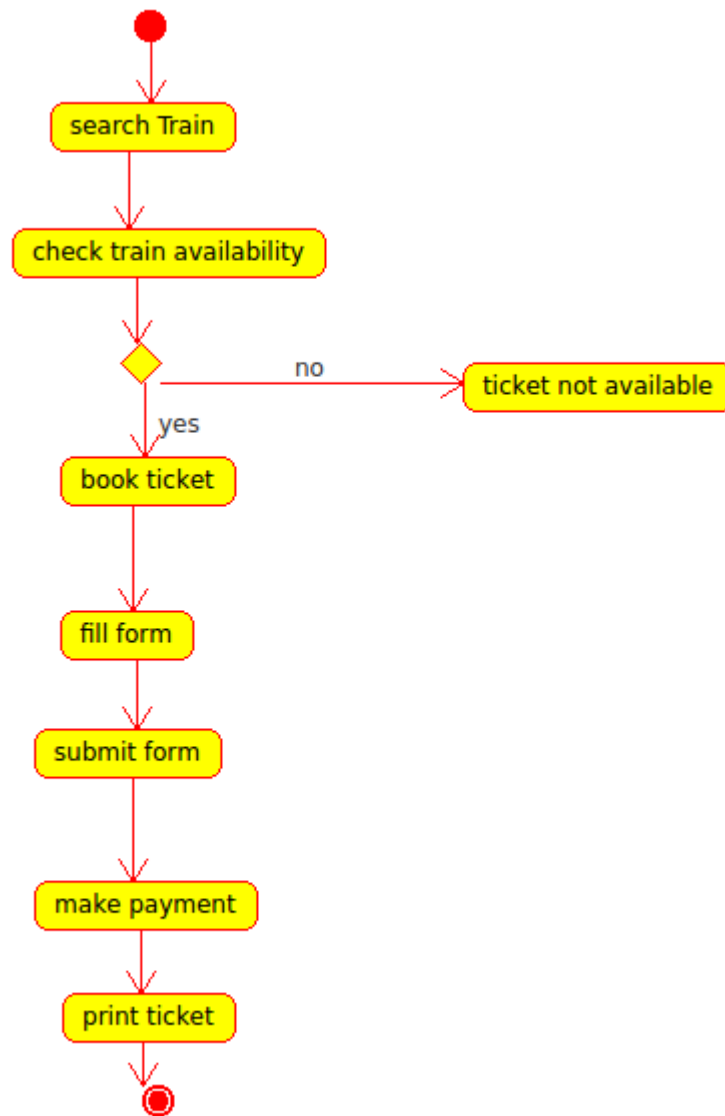 search Train
check train availability
no
ticket not available
yes
book ticket
fill form
submit form
make payment
print ticket